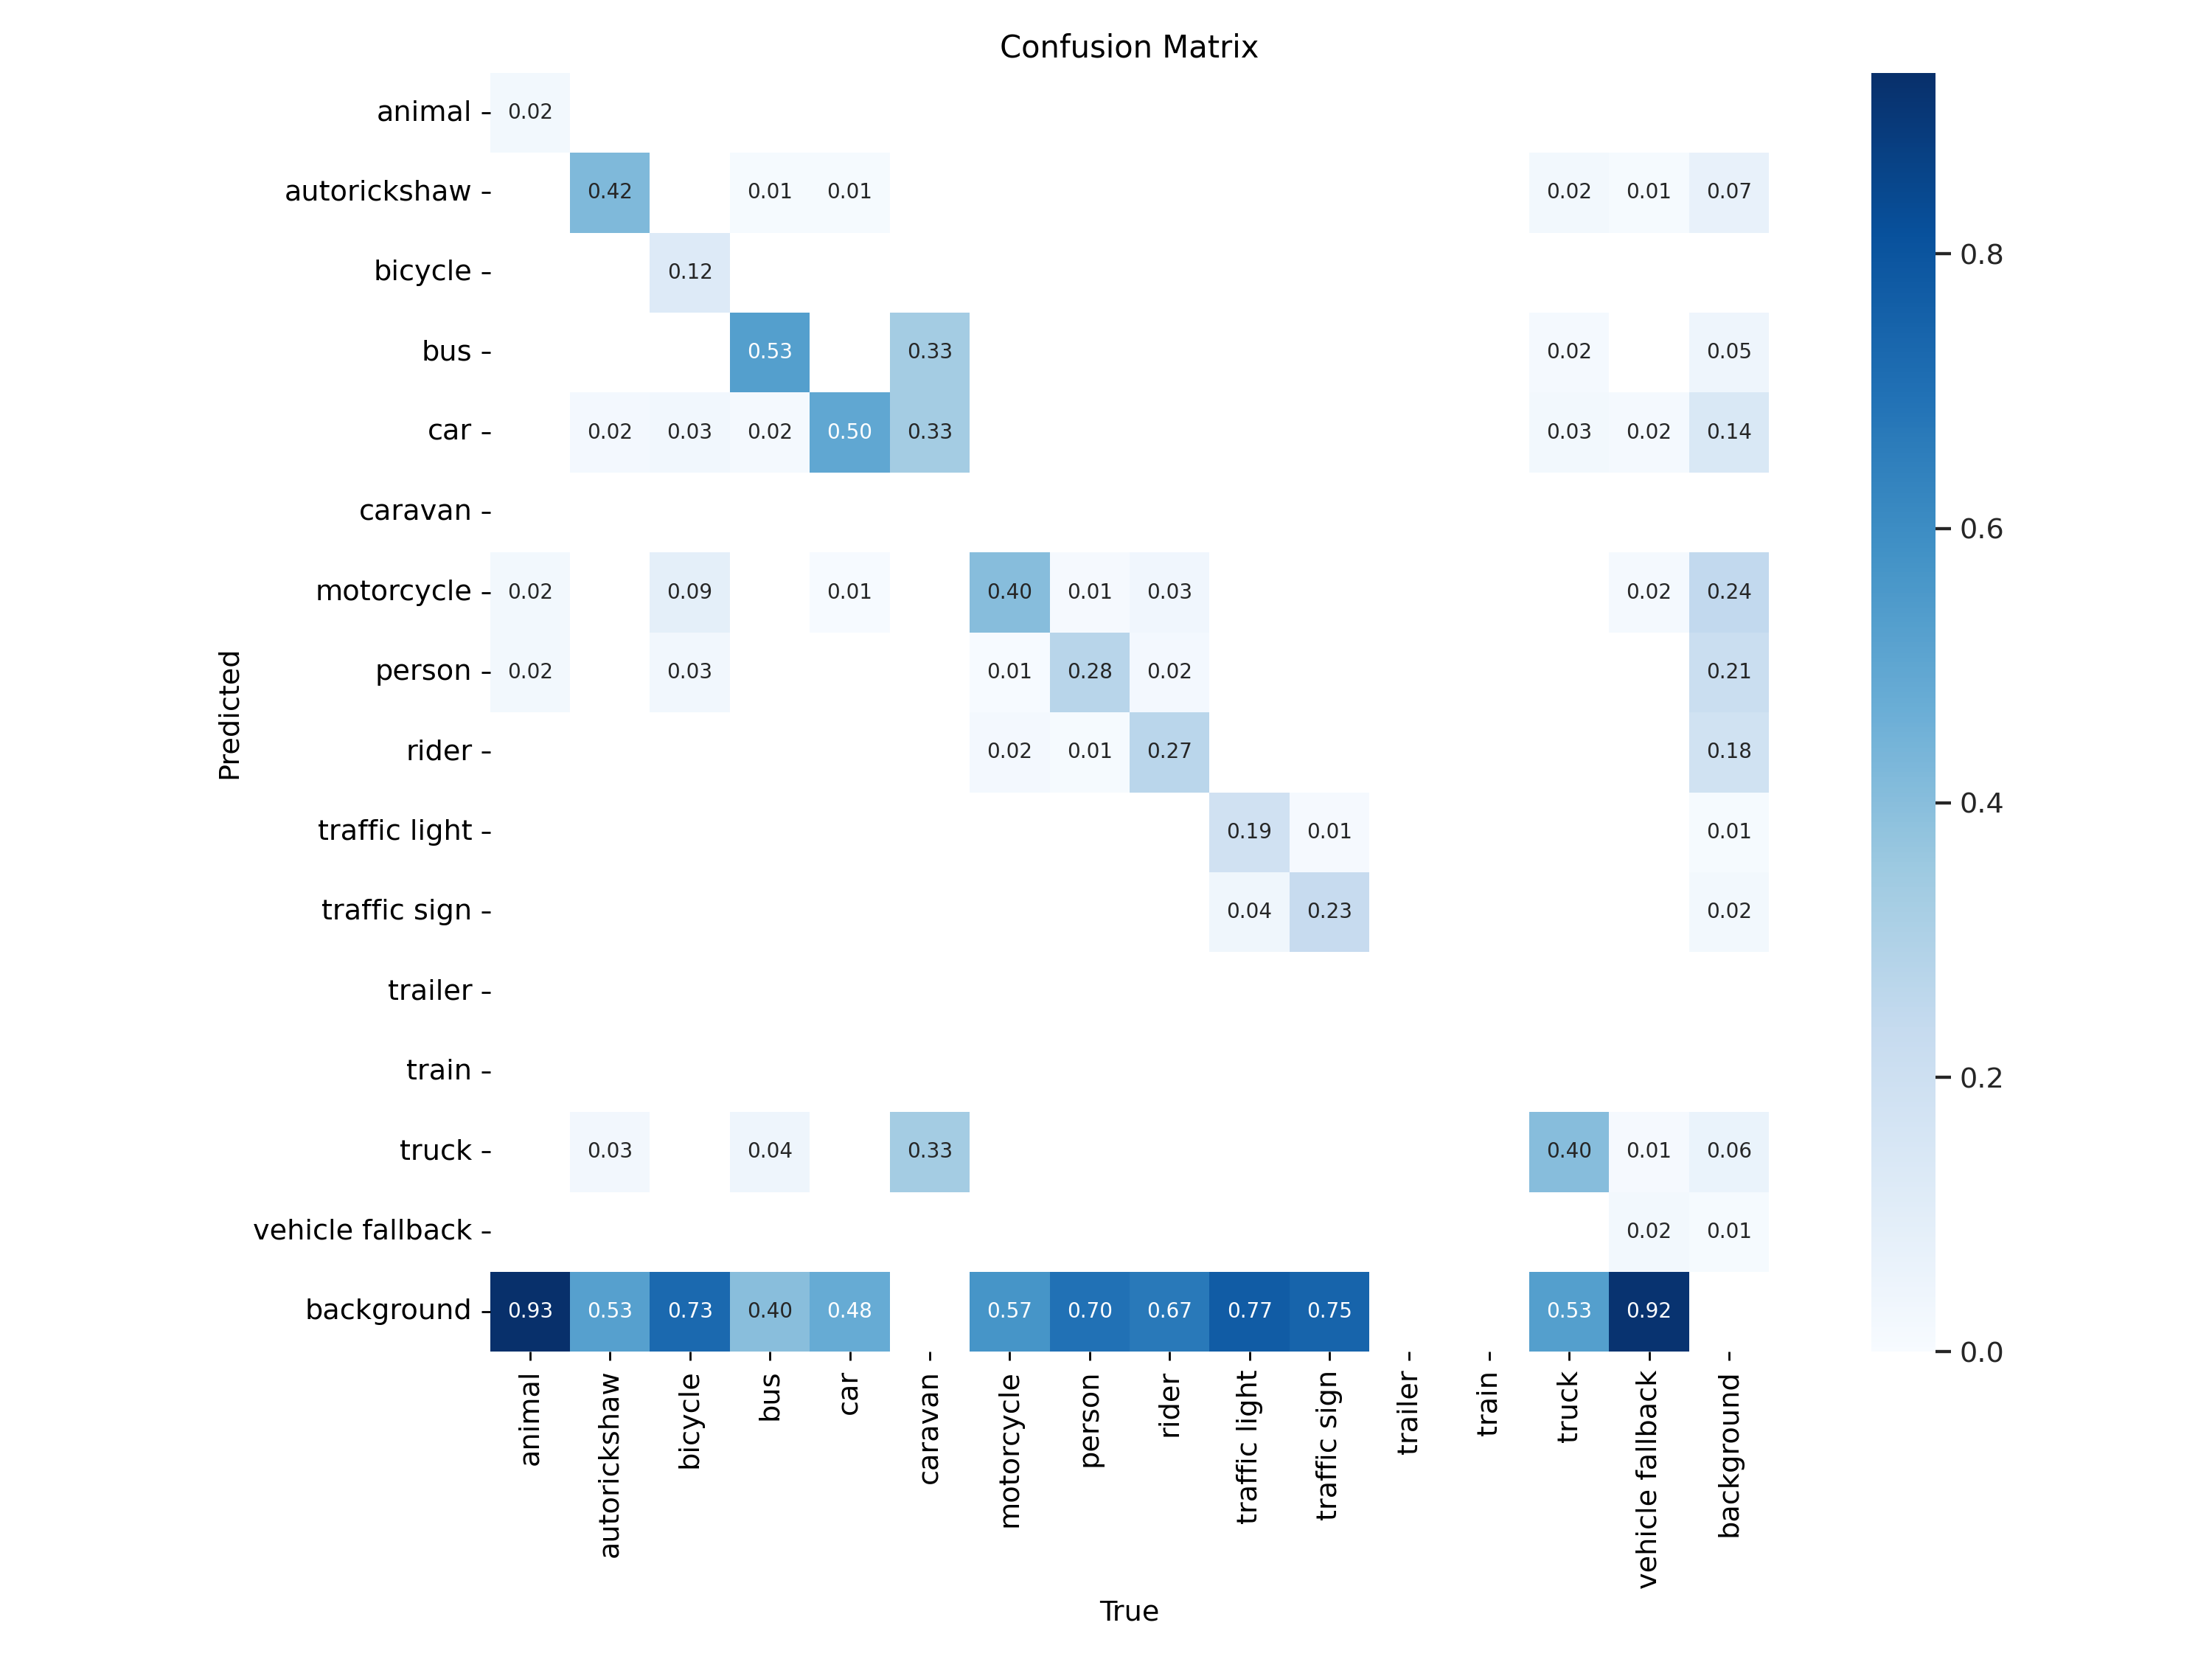 Confusion Matrix
animal 0.02
autorickshaw 0.42 0.01 0.01 0.02 0.01 0.07
bicycle 0.12
bus 0.53 0.33 0.02 0.05
car 0.02 0.03 0.02 0.50 0.33 0.03 0.02 0.14
caravan
motorcycle 0.02 0.09 0.01 0.40 0.01 0.03 0.02 0.24
person 0.02 0.03 0.01 0.28 0.02 0.21
rider 0.02 0.01 0.27 0.18
traffic light 0.19 0.01 0.01
traffic sign 0.04 0.23 0.02
trailer
train
truck 0.03 0.04 0.33 0.40 0.01 0.06
vehicle fallback 0.02 0.01
background 0.93 0.53 0.73 0.40 0.48 0.57 0.70 0.67 0.77 0.75 0.53 0.92
Predicted
animal
autorickshaw
bicycle
bus
car
caravan
motorcycle
person
rider
traffic light
traffic sign
trailer
train
truck
vehicle fallback
background
True
0.8
0.6
0.4
0.2
0.0